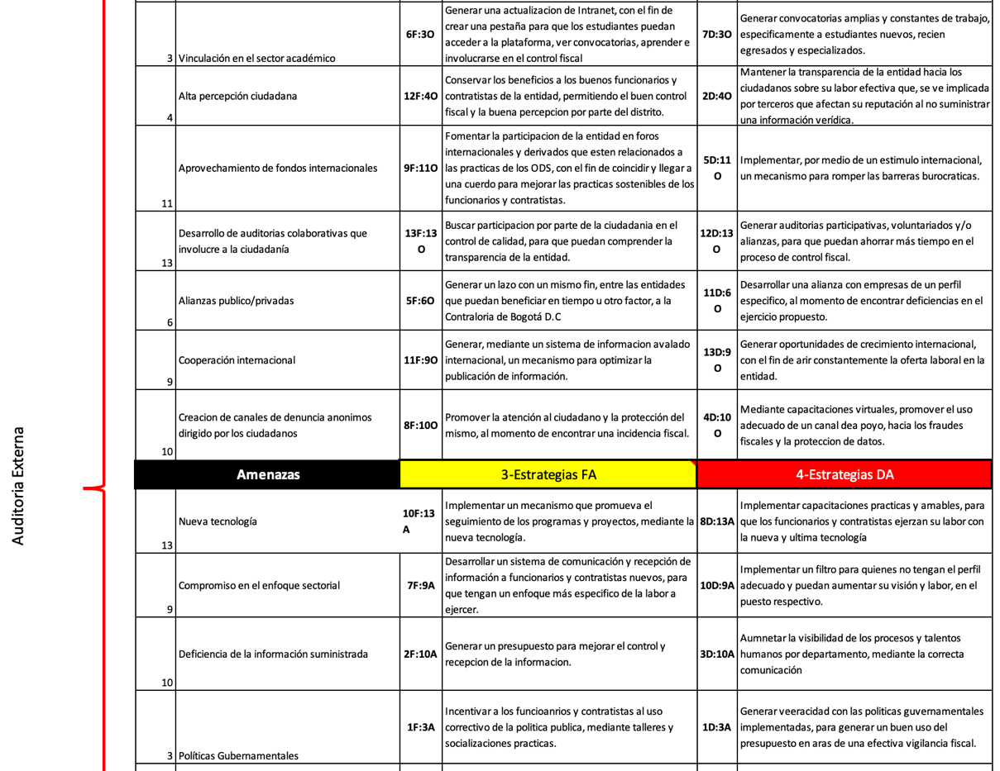 Auditoria Externa
3 Vinculación en el sector académico
6F:3O
Generar una actualizacion de Intranet, con el fin de
crear una pestaña para que los estudiantes puedan
acceder a la plataforma, ver convocatorias, aprender e
involucrarse en el control fiscal
7D:3O
Generar convocatorias amplias y constantes de trabajo,
especificamente a estudiantes nuevos, recien
egresados y especializados.
4
Alta percepción ciudadana
12F:4O
Conservar los beneficios a los buenos funcionarios y
contratistas de la entidad, permitiendo el buen control
fiscal y la buena percepcion por parte del distrito.
2D:4O
Mantener la transparencia de la entidad hacia los
ciudadanos sobre su labor efectiva que, se ve implicada
por terceros que afectan su reputación al no suministrar
una información verídica.
11
Aprovechamiento de fondos internacionales
9F:11O
Fomentar la participacion de la entidad en foros
internacionales y derivados que esten relacionados a
las practicas de los ODS, con el fin de coincidir y llegar a
una cuerdo para mejorar las practicas sostenibles de los
funcionarios y contratistas.
5D:11
O
Implementar, por medio de un estimulo internacional,
un mecanismo para romper las barreras burocraticas.
13
Desarrollo de auditorias colaborativas que
involucre a la ciudadanía
13F:13
O
Buscar participacion por parte de la ciudadania en el
control de calidad, para que puedan comprender la
transparencia de la entidad.
12D:13
O
Generar auditorias participativas, voluntariados y/o
alianzas, para que puedan ahorrar más tiempo en el
proceso de control fiscal.
6
Alianzas publico/privadas
5F:6O
Generar un lazo con un mismo fin, entre las entidades
que puedan beneficiar en tiempo u otro factor, a la
Contraloria de Bogotá D.C
11D:6
O
Desarrollar una alianza con empresas de un perfil
especifico, al momento de encontrar deficiencias en el
ejercicio propuesto.
9
Cooperación internacional
11F:9O
Generar, mediante un sistema de informacion avalado
internacional, un mecanismo para optimizar la
publicación de información.
13D:9
O
Generar oportunidades de crecimiento internacional,
con el fin de arir constantemente la oferta laboral en la
entidad.
10
Creacion de canales de denuncia anonimos
dirigido por los ciudadanos
8F:10O
Promover la atención al ciudadano y la protección del
mismo, al momento de encontrar una incidencia fiscal.
4D:10
O
Mediante capacitaciones virtuales, promover el uso
adecuado de un canal dea poyo, hacia los fraudes
fiscales y la proteccion de datos.
Amenazas
3-Estrategias FA
4-Estrategias DA
13
Nueva tecnología
10F:13
A
Implementar un mecanismo que promueva el
seguimiento de los programas y proyectos, mediante la
nueva tecnología.
8D:13A
Implementar capacitaciones practicas y amables, para
que los funcionarios y contratistas ejerzan su labor con
la nueva y ultima tecnología
9
Compromiso en el enfoque sectorial
7F:9A
Desarrollar un sistema de comunicación y recepción de
información a funcionarios y contratistas nuevos, para
que tengan un enfoque más especifico de la labor a
ejercer.
10D:9A
Implementar un filtro para quienes no tengan el perfil
adecuado y puedan aumentar su visión y labor, en el
puesto respectivo.
10
Deficiencia de la información suministrada
2F:10A
Generar un presupuesto para mejorar el control y
recepcion de la informacion.
3D:10A
Aumnetar la visibilidad de los procesos y talentos
humanos por departamento, mediante la correcta
comunicación
3 Políticas Gubernamentales
1F:3A
Incentivar a los funcioanrios y contratistas al uso
correctivo de la politica publica, mediante talleres y
socializaciones practicas.
1D:3A
Generar veeracidad con las politicas guvernamentales
implementadas, para generar un buen uso del
presupuesto en aras de una efectiva vigilancia fiscal.